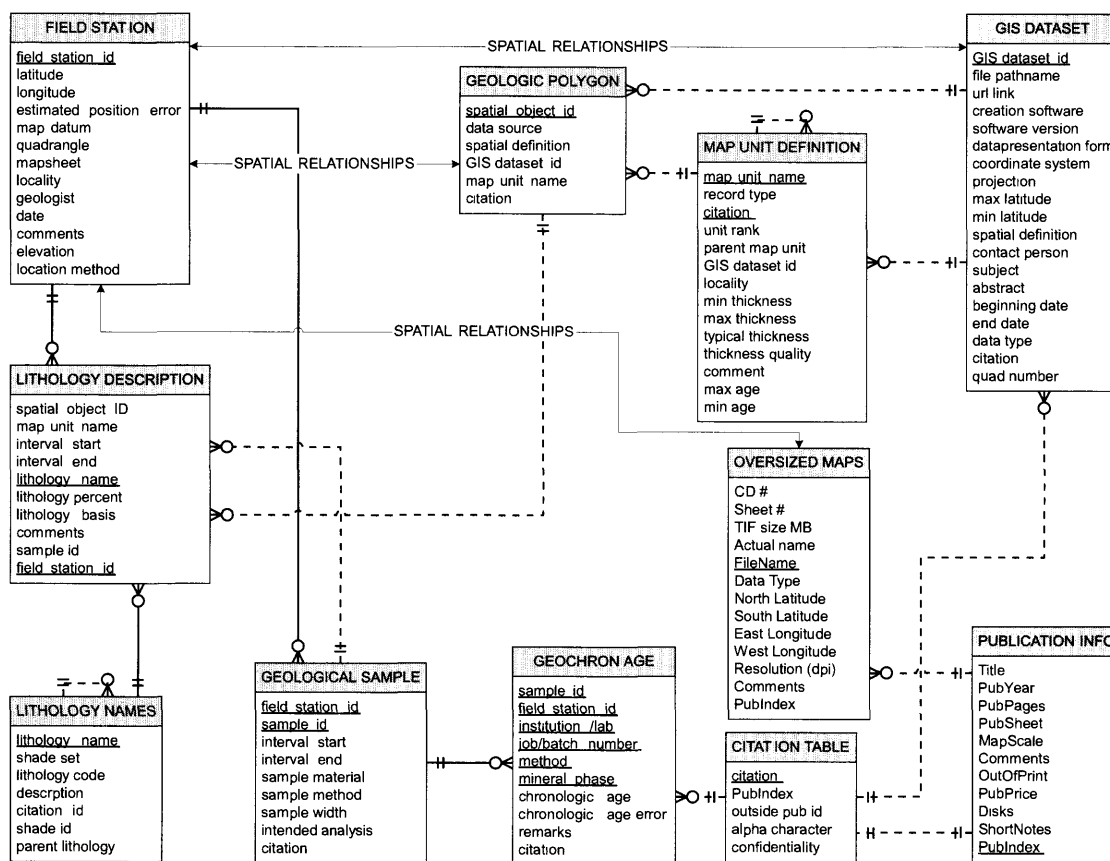 FIELD STATION
field station id
latitude
longitude
estimated position error
map datum
quadrangle
mapsheet
locality
geologist
date
comments
elevation
location method
SPATIAL RELATIONSHIPS
SPATIAL RELATIONSHIPS
SPATIAL RELATIONSHIPS
GEOLOGIC POLYGON
spatial object id
data source
spatial definition
GIS dataset id
map unit name
citation
MAP UNIT DEFINITION
map unit name
record type
citation
unit rank
parent map unit
GIS dataset id
locality
min thickness
max thickness
typical thickness
thickness quality
comment
max age
min age
GIS DATASET
GIS dataset id
file pathname
url link
creation software
software version
datapresentation form
coordinate system
projection
max latitude
min latitude
spatial definition
contact person
subject
abstract
beginning date
end date
data type
citation
quad number
LITHOLOGY DESCRIPTION
spatial object ID
map unit name
interval start
interval end
lithology name
lithology percent
lithology basis
comments
sample id
field station id
OVERSIZED MAPS
CD #
Sheet #
TIF size MB
Actual name
FileName
Data Type
North Latitude
South Latitude
East Longitude
West Longitude
Resolution (dpi)
Comments
PubIndex
LITHOLOGY NAMES
lithology name
shade set
lithology code
descrption
citation id
shade id
parent lithology
GEOLOGICAL SAMPLE
field station id
sample id
interval start
interval end
sample material
sample method
sample width
intended analysis
citation
GEOCHRON AGE
sample id
field station id
institution /lab
job/batch number
method
mineral phase
chronologic age
chronologic age error
remarks
citation
CITATION TABLE
citation
PubIndex
outside pub id
alpha character
confidentiality
PUBLICATION INFO
Title
PubYear
PubPages
PubSheet
MapScale
Comments
OutOfPrint
PubPrice
Disks
ShortNotes
PubIndex